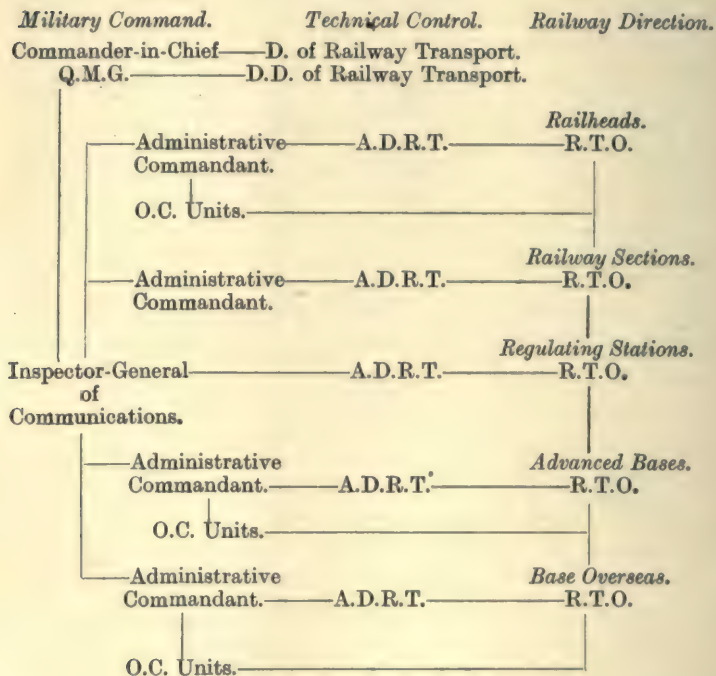 Military Command. Technical Control. Railway Direction.
Commander-in-Chief—D. of Railway Transport.
Q.M.G.—D.D. of Railway Transport.
Railheads.
Administrative—A.D.R.T.—R.T.O.
Commandant.
O.C. Units.
Railway Sections.
Administrative—A.D.R.T.—R.T.O.
Commandant.
Regulating Stations.
Inspector-General—A.D.R.T.—R.T.O.
of
Communications.
Administrative Advanced Bases.
Commandant.—A.D.R.T.—R.T.O.
O.C. Units.
Administrative Base Overseas.
Commandant.—A.D.R.T.—R.T.O.
O.C. Units.